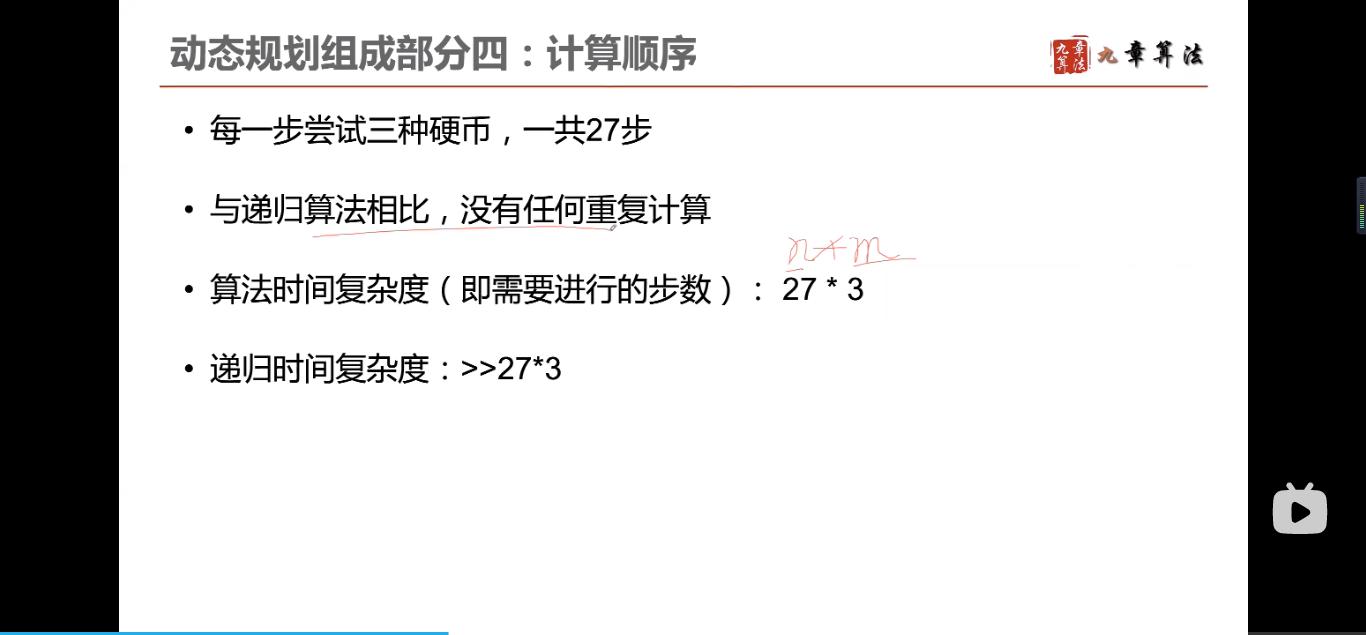 动态规划组成部分四：计算顺序
九章算法 九章算法
• 每一步尝试三种硬币，一共27步
• 与递归算法相比，没有任何重复计算
n*m
• 算法时间复杂度（即需要进行的步数）： 27 * 3
• 递归时间复杂度：>>27*3